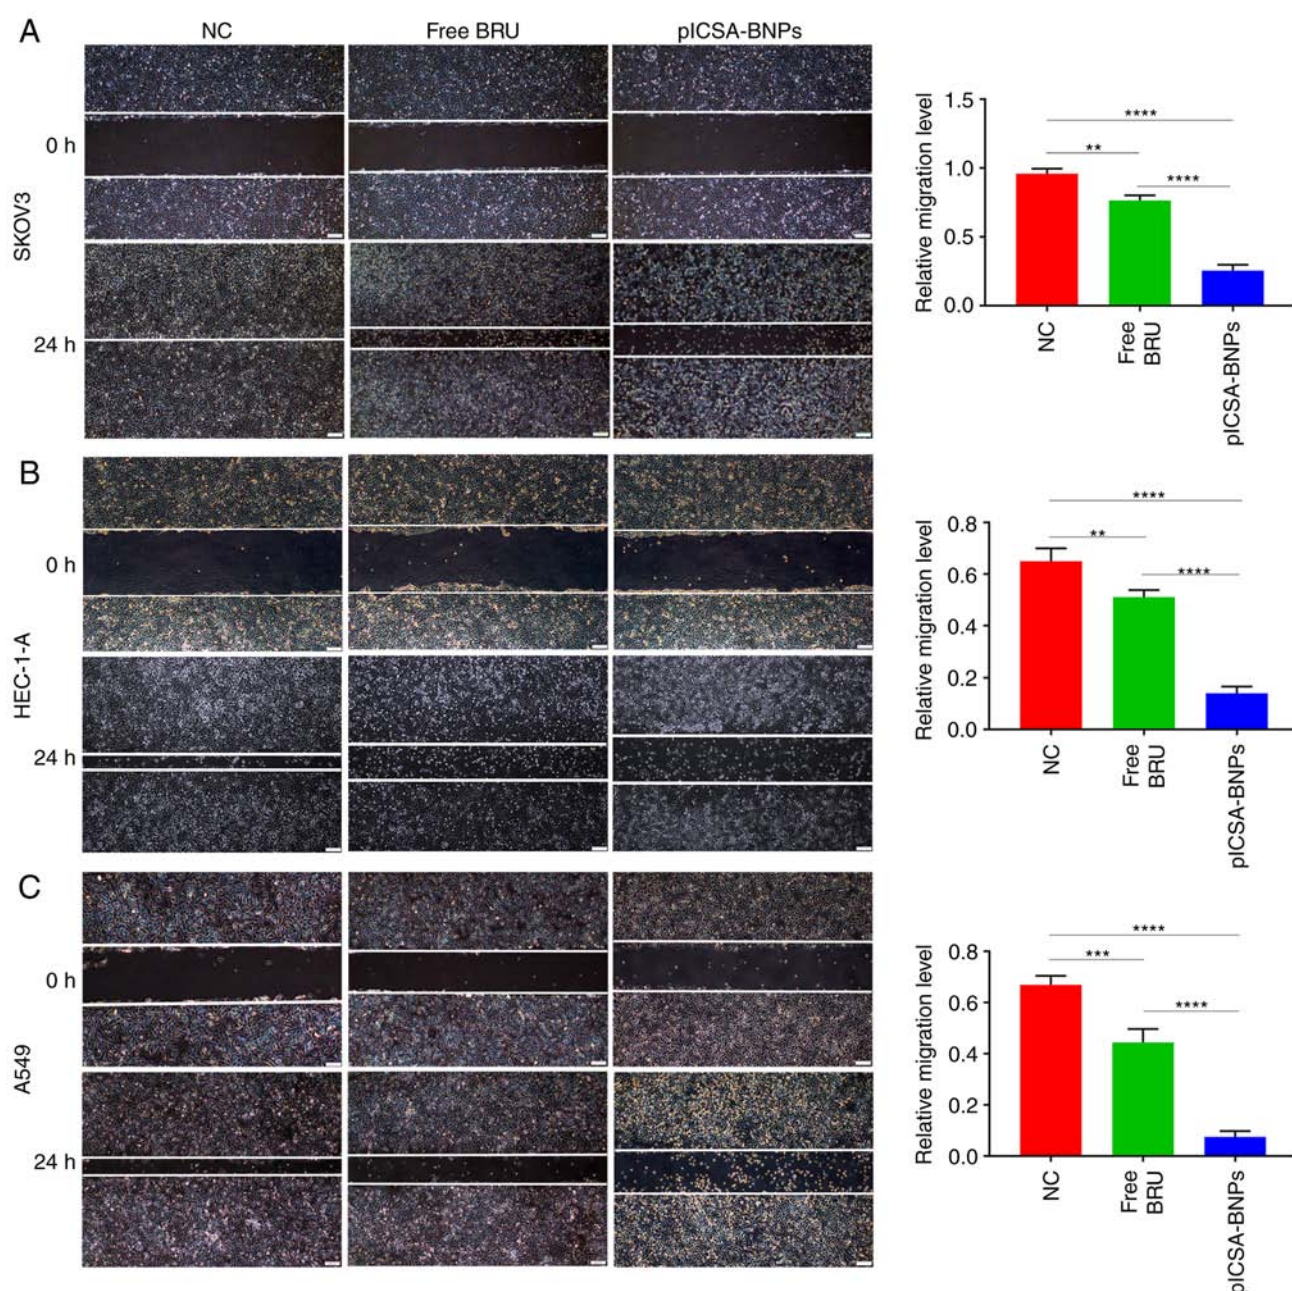 A
NC
Free BRU
pICSA-BNPs
0 h
24 h
SKOV3
Relative migration level
1.5
1.0
0.5
0.0
****
**
****
NC
Free
BRU
pICSA-BNPs
B
0 h
24 h
HEC-1-A
Relative migration level
0.8
0.6
0.4
0.2
0.0
****
**
****
NC
Free
BRU
pICSA-BNPs
C
0 h
24 h
A549
Relative migration level
0.8
0.6
0.4
0.2
0.0
****
***
****
NC
Free
BRU
pICSA-BNPs